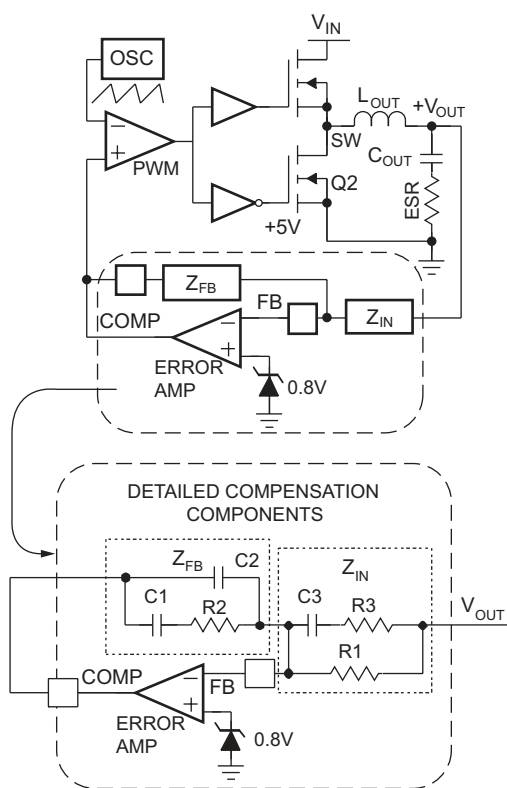 V_IN
OSC
L_OUT
+V_OUT
−
+
PWM
SW
C_OUT
ESR
Q2
+5V
Z_FB
COMP
FB
Z_IN
−
+
ERROR
AMP
0.8V
DETAILED COMPENSATION
COMPONENTS
Z_FB
C2
Z_IN
C1
R2
C3
R3
V_OUT
R1
COMP
FB
−
+
ERROR
AMP
0.8V